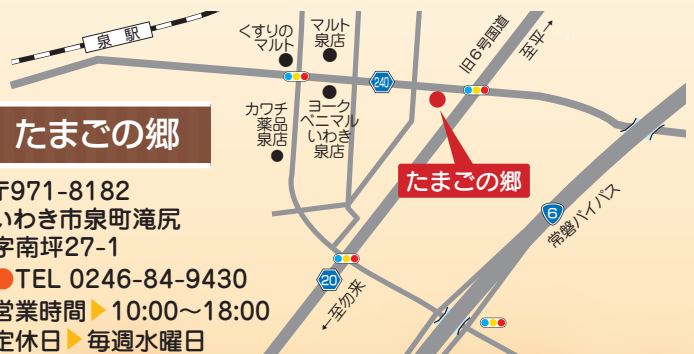 泉駅
くすりの
マルト
マルト
泉店
旧6号国道
至平→
240
カワチ
薬品
泉店
ヨーク
ベニマル
いわき
泉店
たまごの郷
たまごの郷
〒971-8182
いわき市泉町滝尻
字南坪27-1
●TEL 0246-84-9430
営業時間▶10:00～18:00
定休日▶毎週水曜日
6
常磐バイパス
20
←至勿来